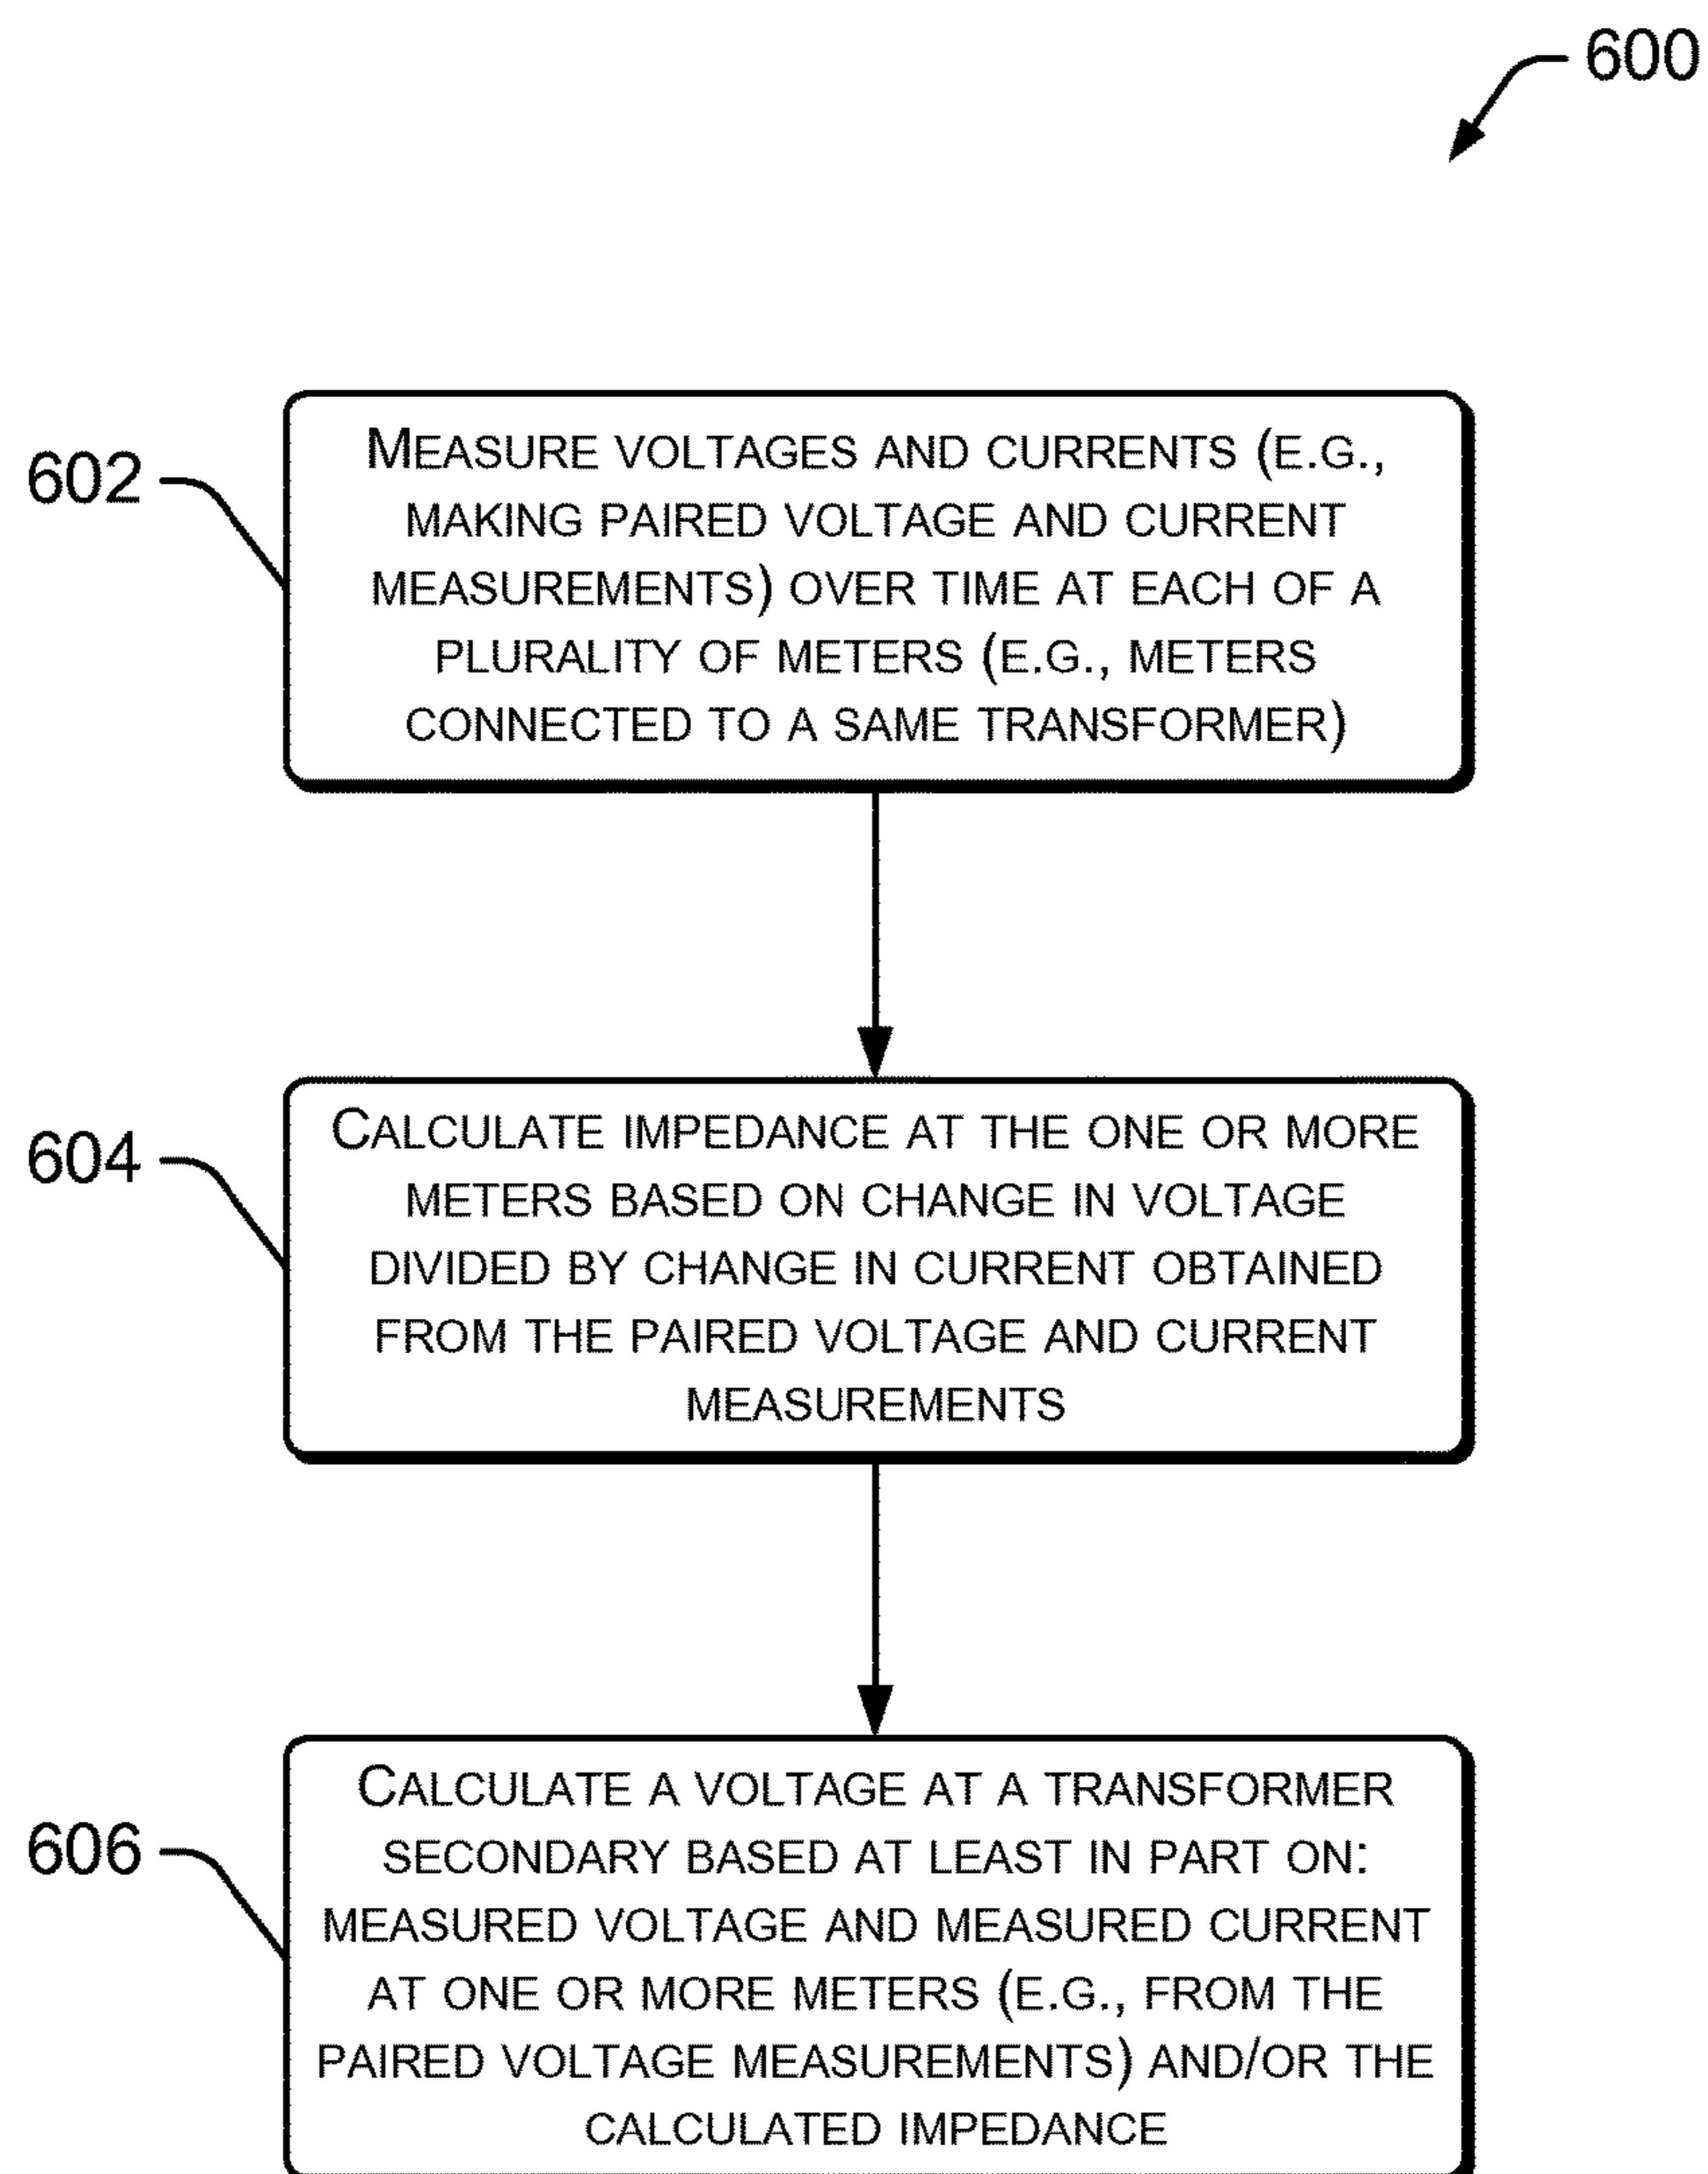 600
602
MEASURE VOLTAGES AND CURRENTS (E.G.,
MAKING PAIRED VOLTAGE AND CURRENT
MEASUREMENTS) OVER TIME AT EACH OF A
PLURALITY OF METERS (E.G., METERS
CONNECTED TO A SAME TRANSFORMER)
604
CALCULATE IMPEDANCE AT THE ONE OR MORE
METERS BASED ON CHANGE IN VOLTAGE
DIVIDED BY CHANGE IN CURRENT OBTAINED
FROM THE PAIRED VOLTAGE AND CURRENT
MEASUREMENTS
606
CALCULATE A VOLTAGE AT A TRANSFORMER
SECONDARY BASED AT LEAST IN PART ON:
MEASURED VOLTAGE AND MEASURED CURRENT
AT ONE OR MORE METERS (E.G., FROM THE
PAIRED VOLTAGE MEASUREMENTS) AND/OR THE
CALCULATED IMPEDANCE